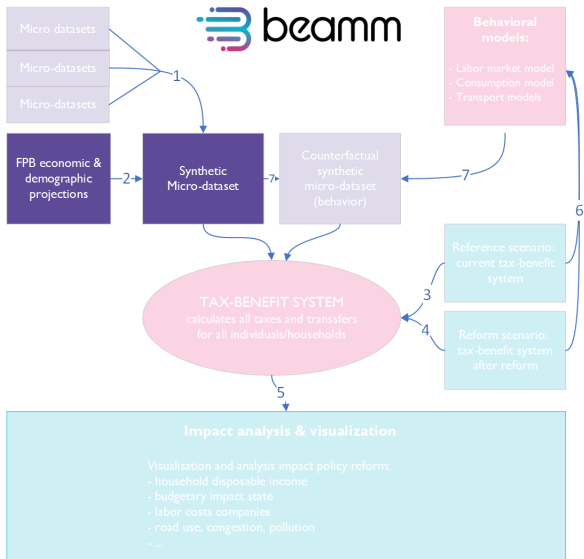 beamm
Micro datasets
Micro-datasets
Micro-datasets
1
Behavioral
models:
- Labor market model
- Consumption model
- Transport models
FPB economic &
demographic
projections
2
Synthetic
Micro-dataset
7
Counterfactual
synthetic
micro-dataset
(behavior)
7
6
Reference scenario:
current tax-benefit
system
3
TAX-BENEFIT SYSTEM
calculates all taxes and transsfers
for all individuals/households
4
Reform scenario:
tax-benefit system
after reform
5
Impact analysis & visualization
Visualisation and analysis impact policy reform:
- household disposable income
- budgetary impact state
- labor costs companies
- road use, congestion, pollution
- ...